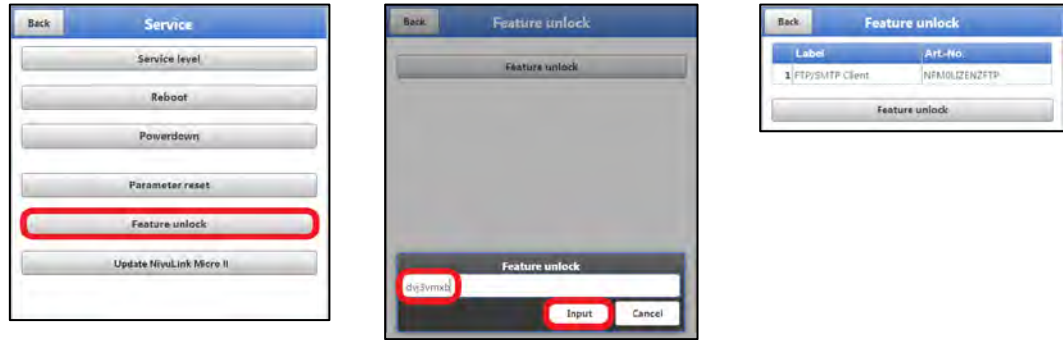 Back Service
Service level
Reboot
Powerdown
Parameter reset
Feature unlock
Update NivuLink Micro II
Back Feature unlock
Feature unlock
Feature unlock
dvj3vmxb
Input Cancel
Back Feature unlock
Label Art.-No.
1 FTP/SMTP Client NFM0LIZENZFTP
Feature unlock